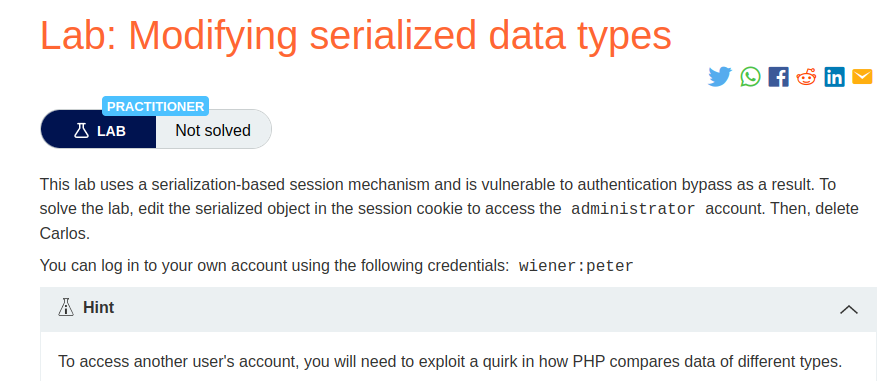 Lab: Modifying serialized data types
PRACTITIONER
LAB Not solved
This lab uses a serialization-based session mechanism and is vulnerable to authentication bypass as a result. To
solve the lab, edit the serialized object in the session cookie to access the administrator account. Then, delete
Carlos.
You can log in to your own account using the following credentials: wiener:peter
Hint
To access another user's account, you will need to exploit a quirk in how PHP compares data of different types.